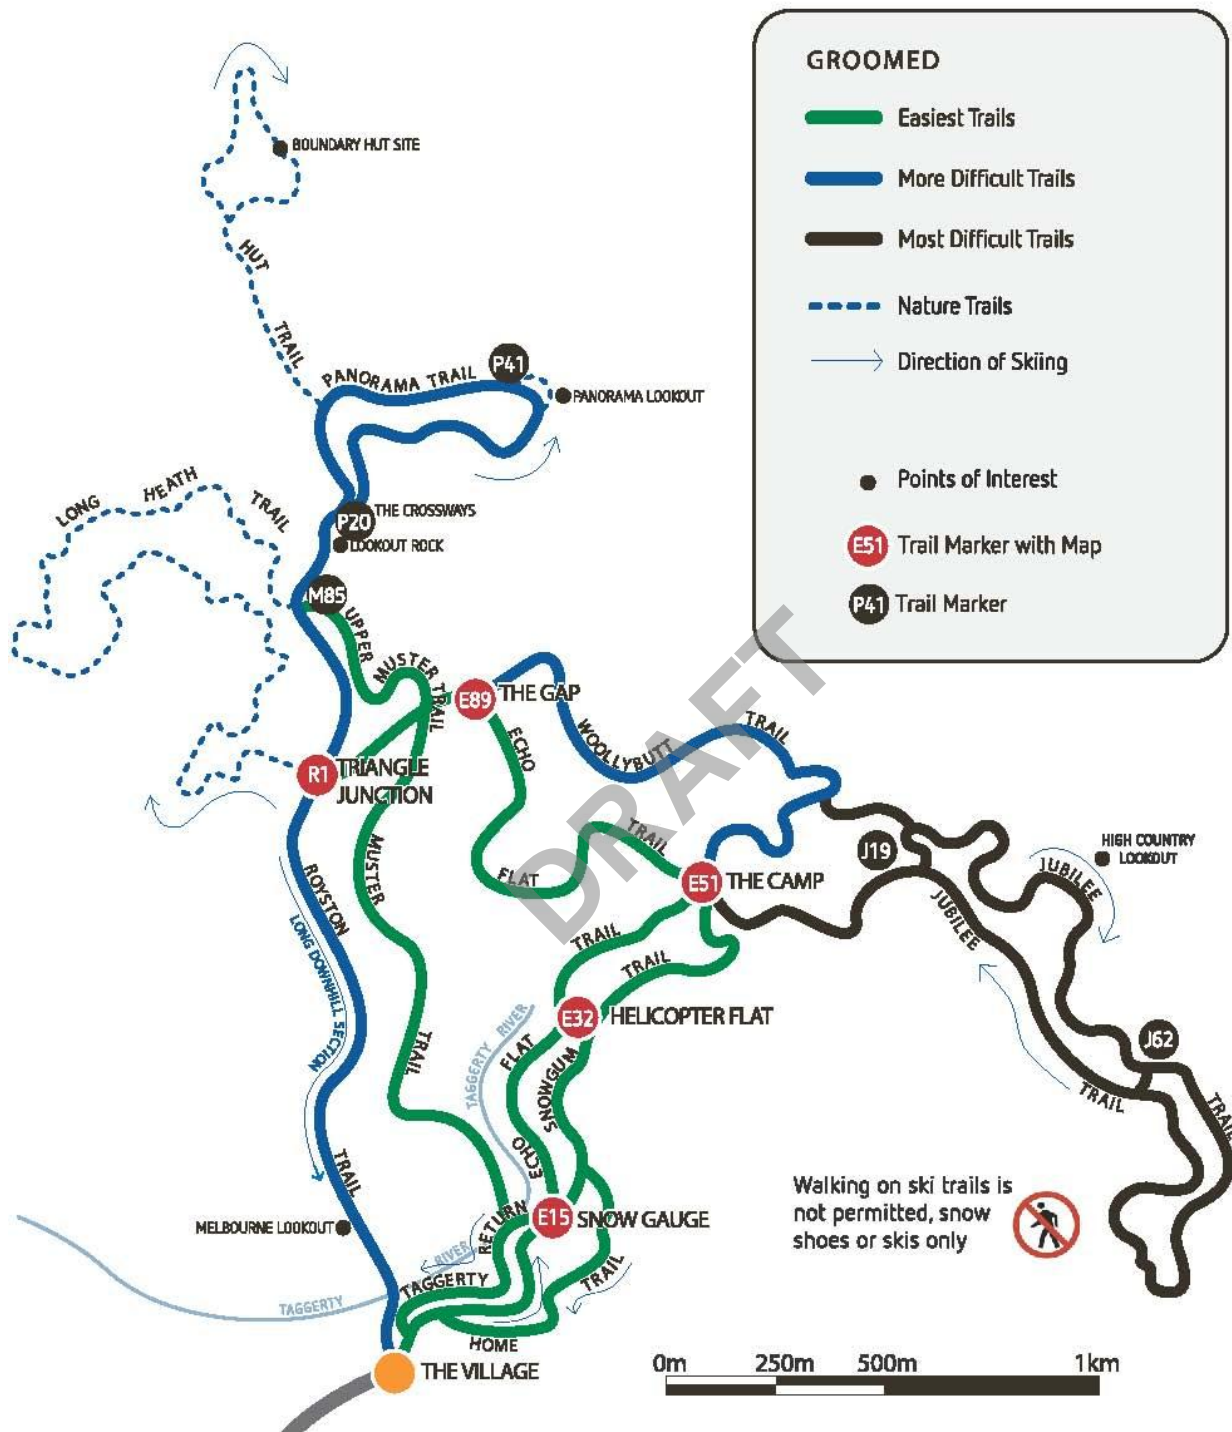 GROOMED
Easiest Trails
More Difficult Trails
Most Difficult Trails
Nature Trails
Direction of Skiing
Points of Interest
E51 Trail Marker with Map
P41 Trail Marker
BOUNDARY HUT SITE
HUT
TRAIL
PANORAMA TRAIL
P41
PANORAMA LOOKOUT
LONG HEATH TRAIL
THE CROSSWAYS
P20
LOOKOUT ROCK
M85
UPPER
MUSTER TRAIL
E89 THE GAP
WOOLLYBUTT TRAIL
ECHO
FLAT
TRAIL
R1 TRIANGLE
JUNCTION
MUSTER
TRAIL
ROYSTON
LONG DOWNHILL SECTION
TRAIL
DRAFT
E51 THE CAMP
J19
HIGH COUNTRY
LOOKOUT
JUBILEE
JUBILEE
J62
TRAIL
TRAIL
TRAIL
TRAIL
E32 HELICOPTER FLAT
FLAT
SNOWGUM
ECHO
TAGGERTY RIVER
E15 SNOW GAUGE
RETURN
TAGGERTY
RIVER
TAGGERTY
MELBOURNE LOOKOUT
TRAIL
HOME
THE VILLAGE
Walking on ski trails is
not permitted, snow
shoes or skis only
0m 250m 500m 1km